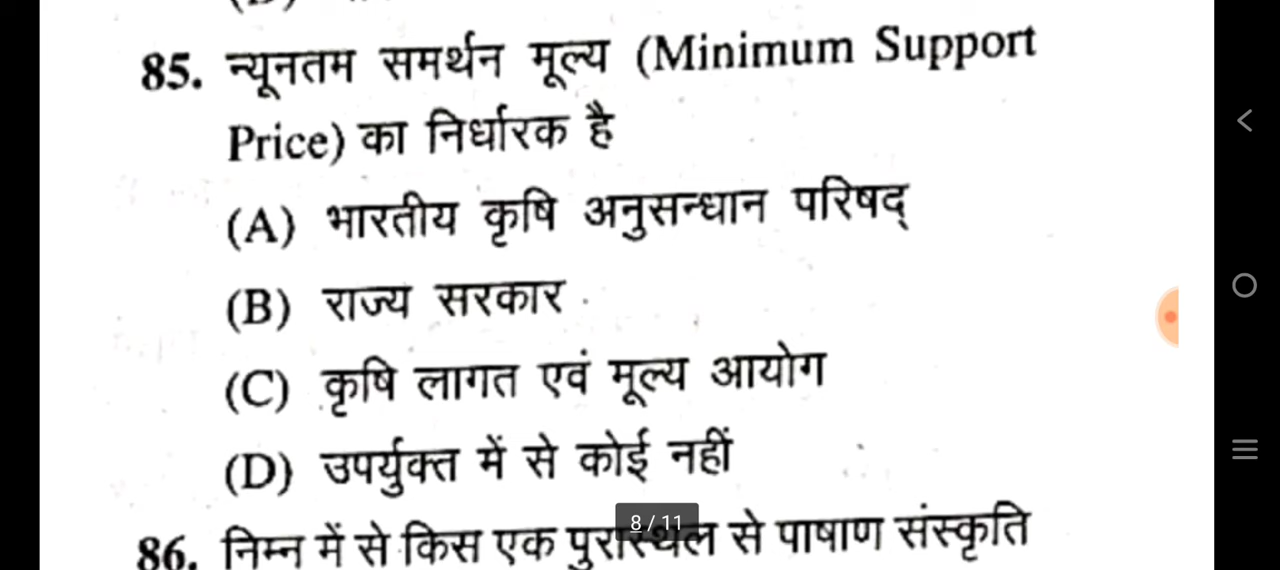 85. न्यूनतम समर्थन मूल्य (Minimum Support
Price) का निर्धारक है
(A) भारतीय कृषि अनुसन्धान परिषद्
(B) राज्य सरकार
(C) कृषि लागत एवं मूल्य आयोग
(D) उपर्युक्त में से कोई नहीं
8 / 11
86. निम्न में से किस एक पुरास्थल से पाषाण संस्कृति